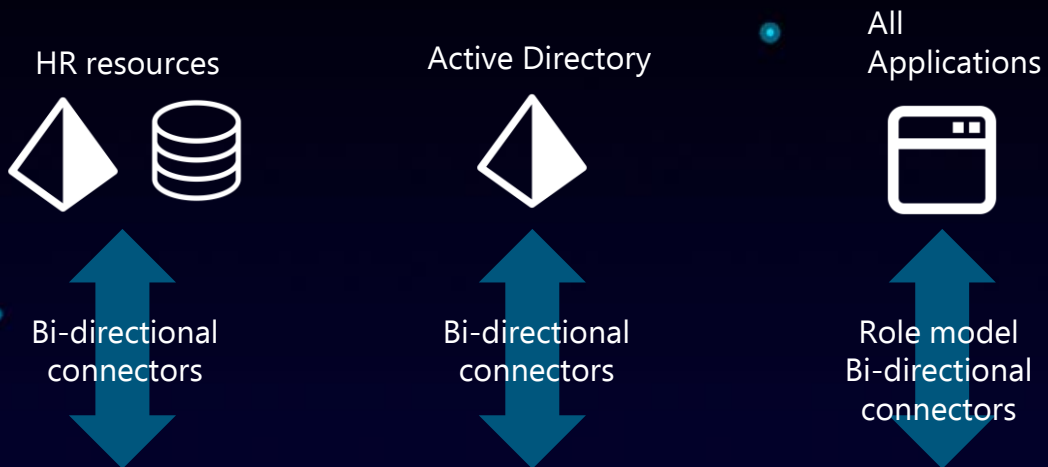 HR resources
Active Directory
All
Applications
Bi-directional
connectors
Bi-directional
connectors
Role model
Bi-directional
connectors